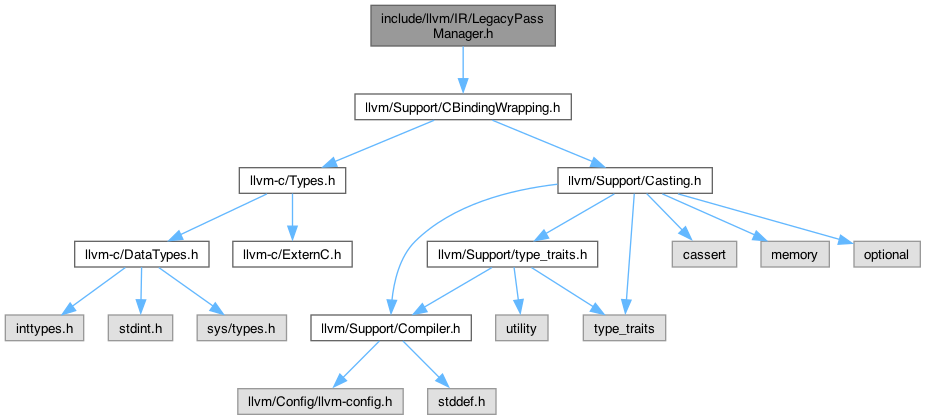 include/llvm/IR/LegacyPass
Manager.h
llvm/Support/CBindingWrapping.h
llvm-c/Types.h
llvm/Support/Casting.h
llvm-c/DataTypes.h
llvm-c/ExternC.h
llvm/Support/type_traits.h
cassert
memory
optional
inttypes.h
stdint.h
sys/types.h
llvm/Support/Compiler.h
utility
type_traits
llvm/Config/llvm-config.h
stddef.h